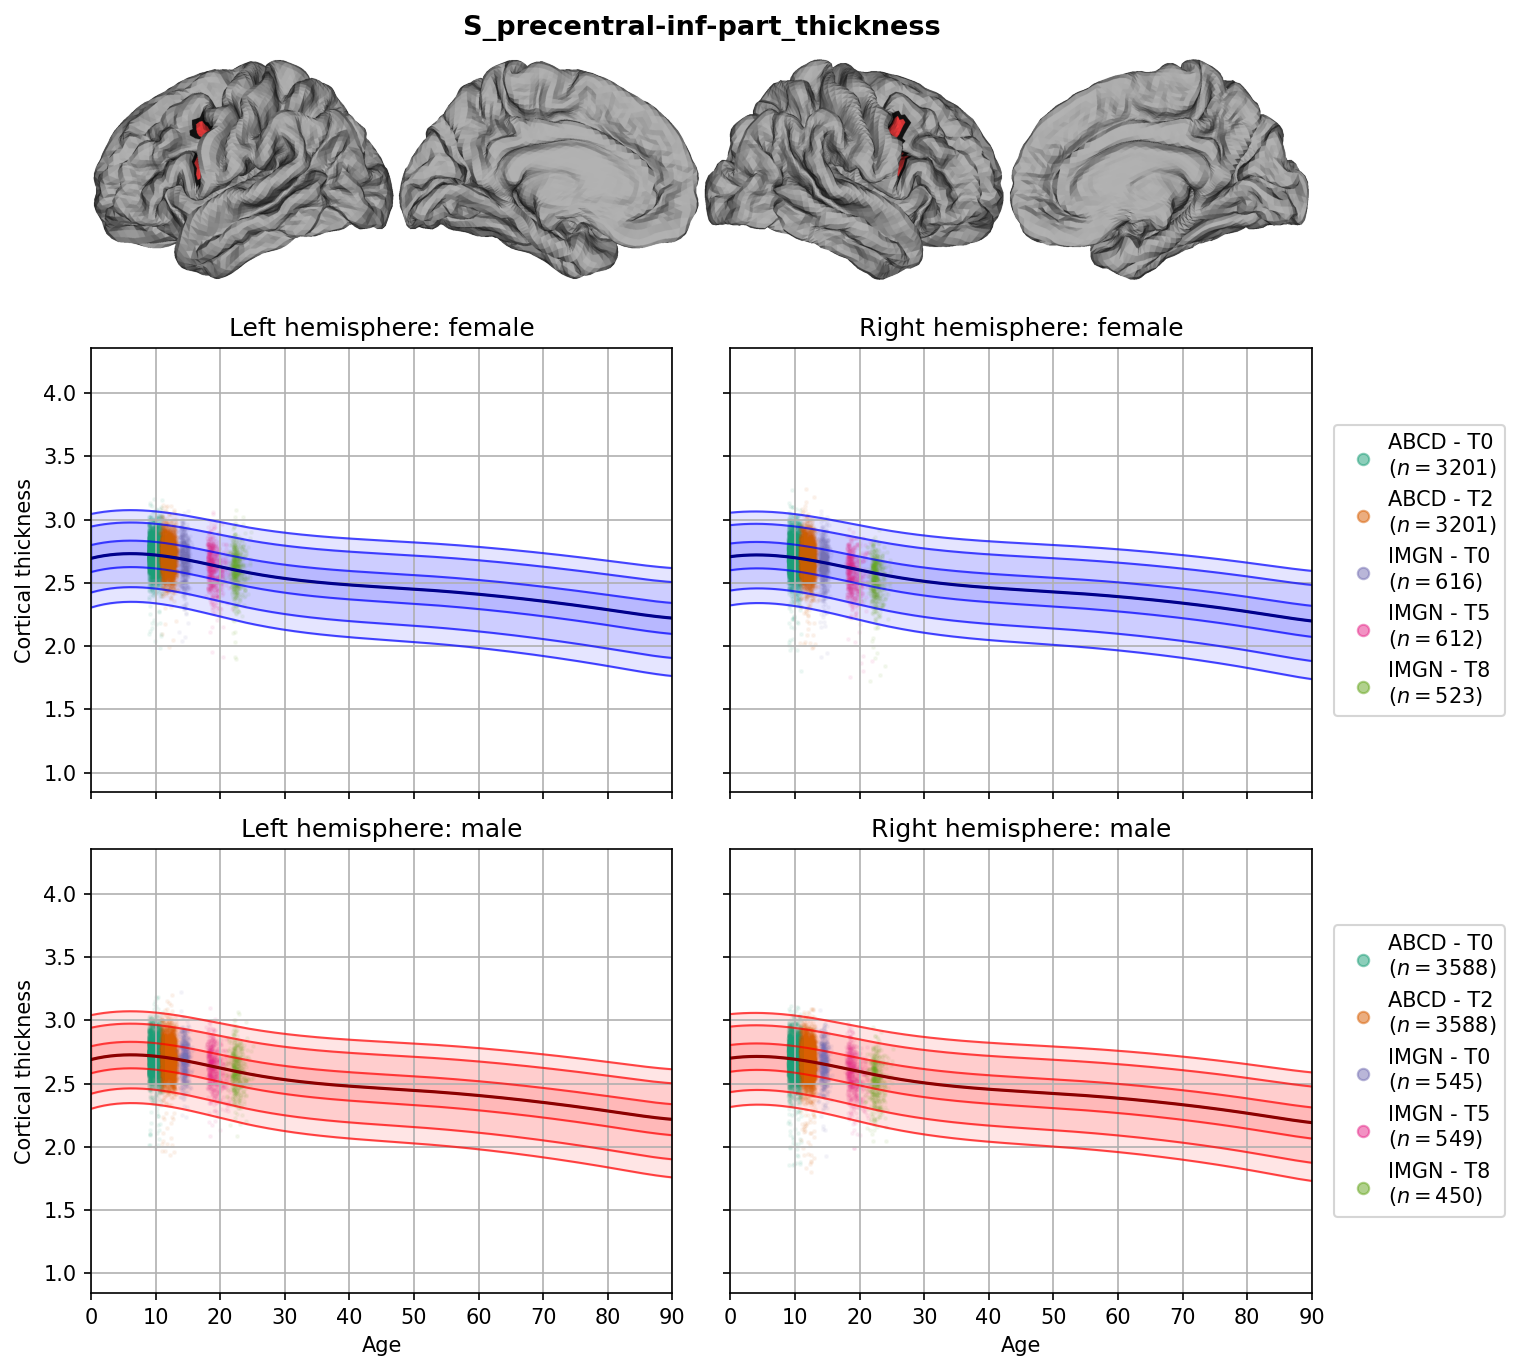 S_precentral-inf-part_thickness
Left hemisphere: female
Right hemisphere: female
4.0
3.5
3.0
2.5
2.0
1.5
1.0
Cortical thickness
ABCD - T0
(n = 3201)
ABCD - T2
(n = 3201)
IMGN - T0
(n = 616)
IMGN - T5
(n = 612)
IMGN - T8
(n = 523)
Left hemisphere: male
Right hemisphere: male
4.0
3.5
3.0
2.5
2.0
1.5
1.0
Cortical thickness
0 10 20 30 40 50 60 70 80 90
Age
0 10 20 30 40 50 60 70 80 90
Age
ABCD - T0
(n = 3588)
ABCD - T2
(n = 3588)
IMGN - T0
(n = 545)
IMGN - T5
(n = 549)
IMGN - T8
(n = 450)